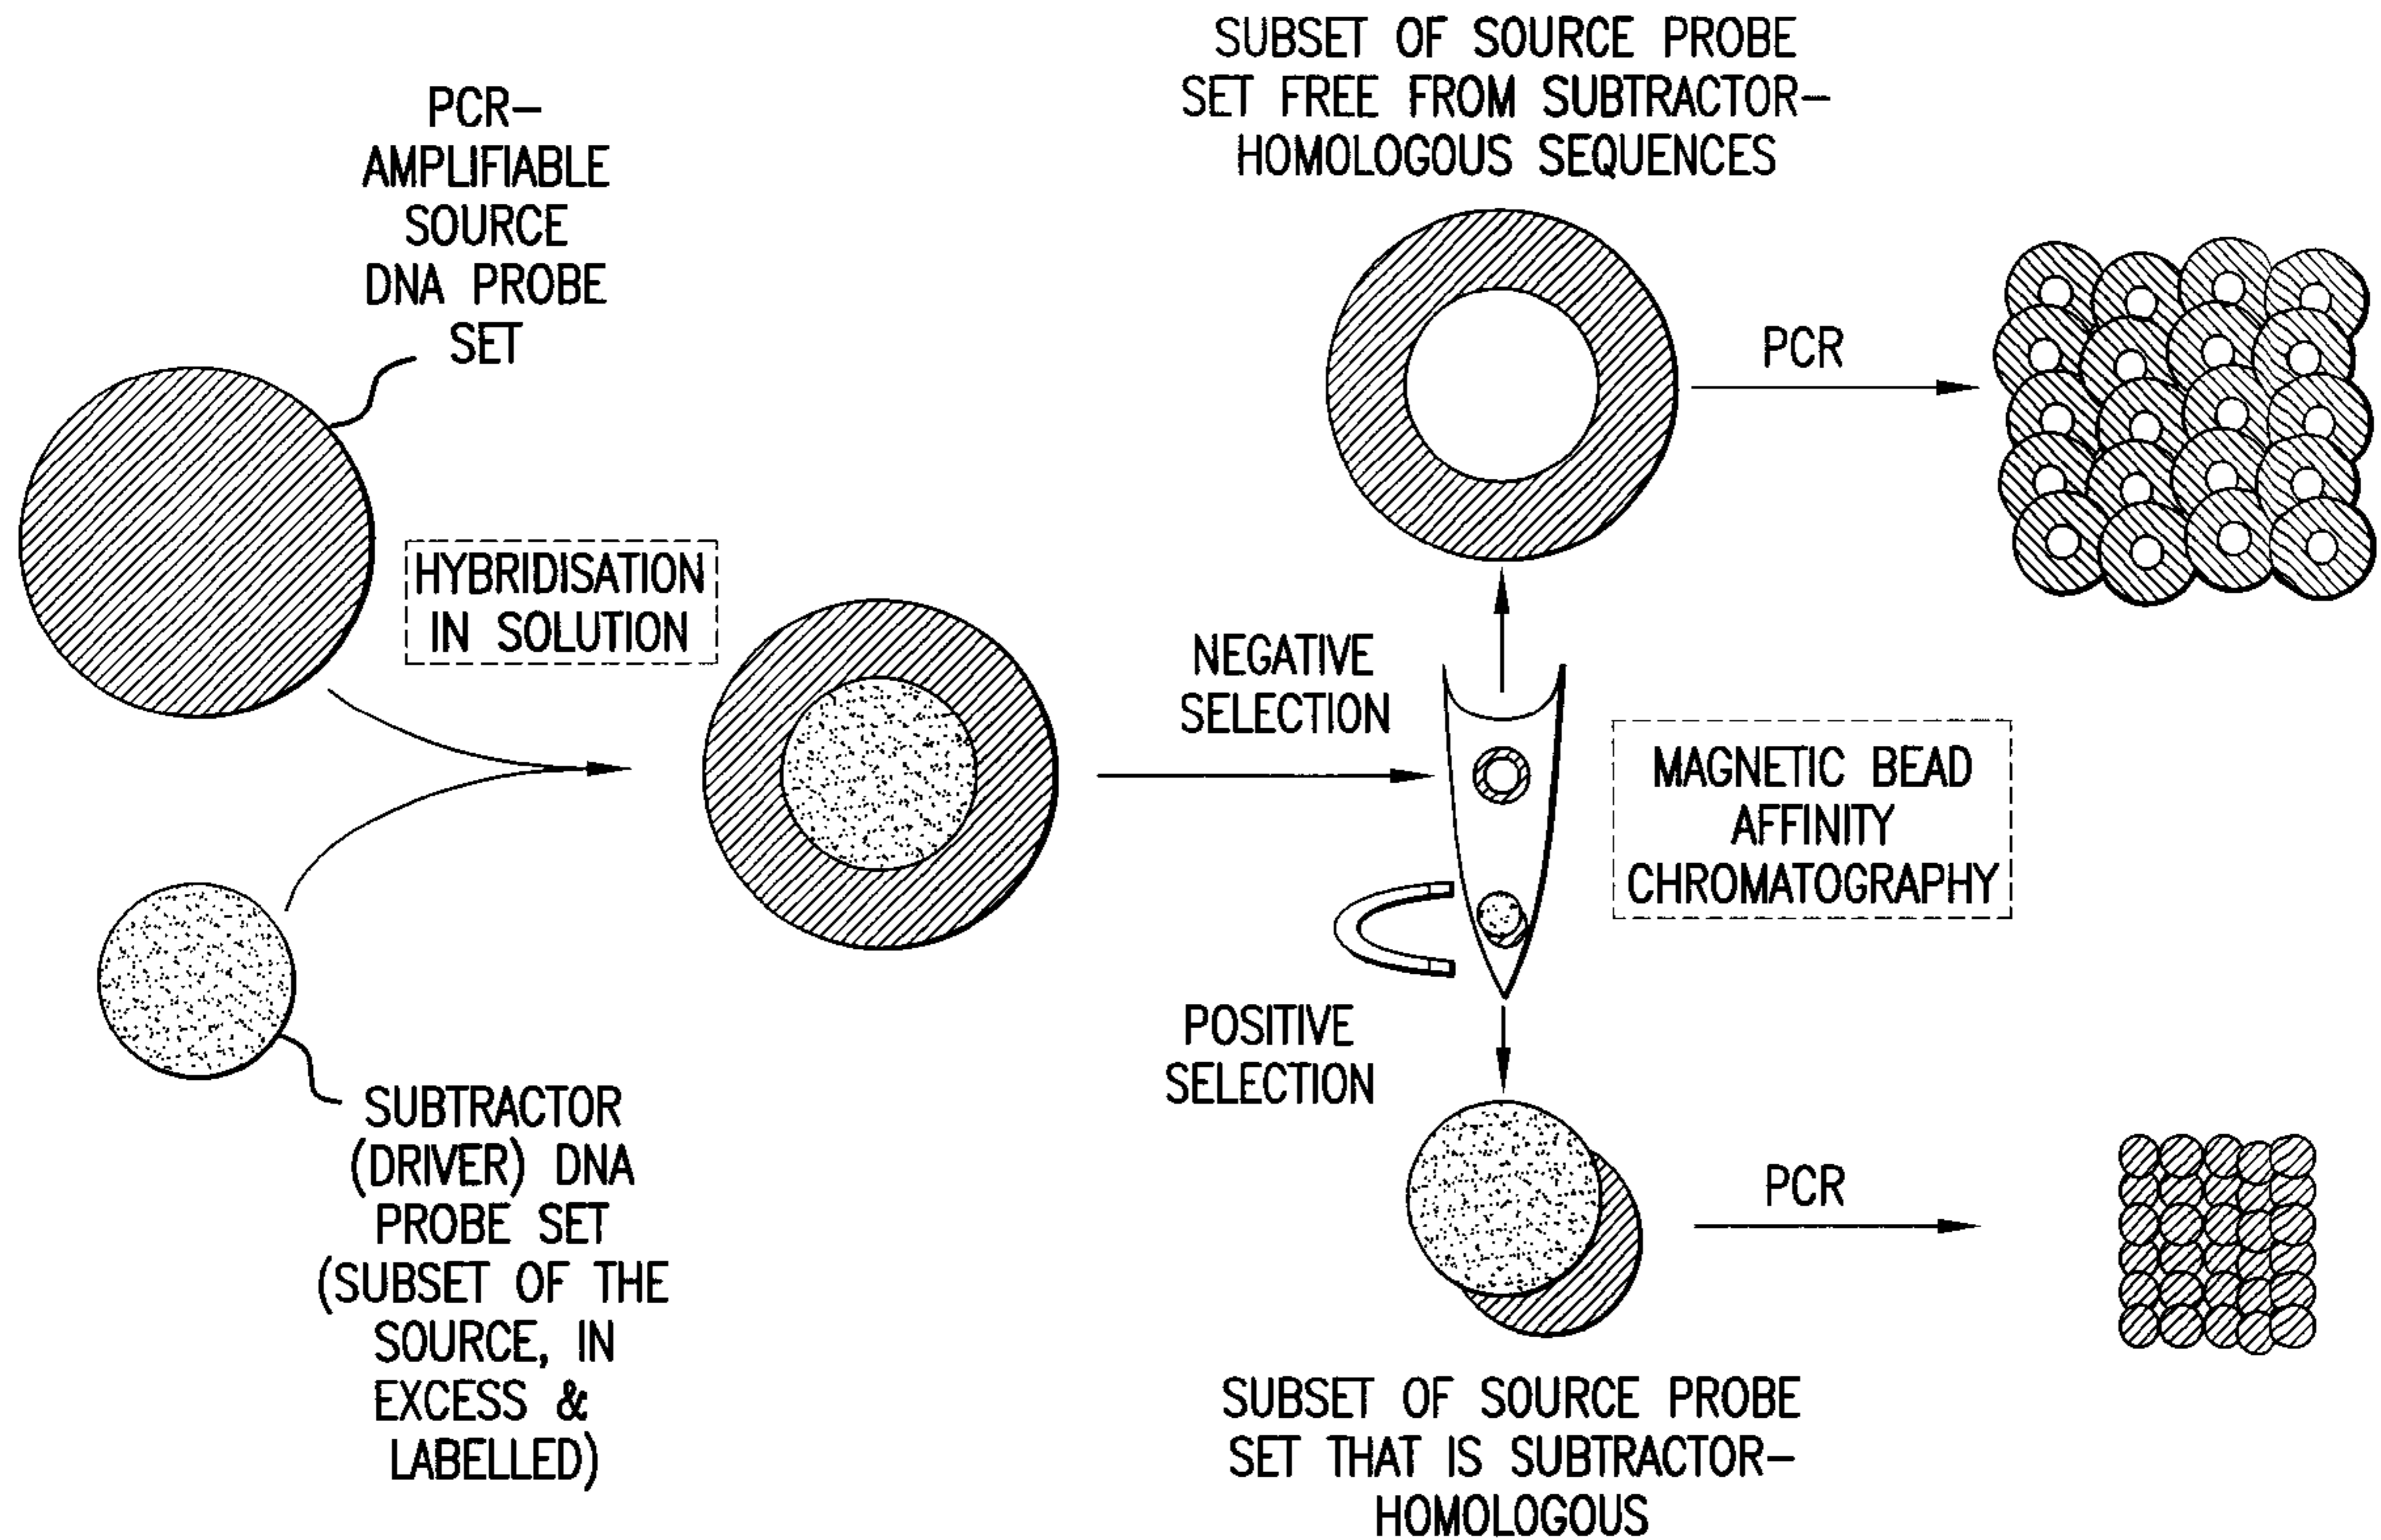 PCR–
AMPLIFIABLE
SOURCE
DNA PROBE
SET
HYBRIDISATION
IN SOLUTION
SUBTRACTOR
(DRIVER) DNA
PROBE SET
(SUBSET OF THE
SOURCE, IN
EXCESS &
LABELLED)
NEGATIVE
SELECTION
POSITIVE
SELECTION
MAGNETIC BEAD
AFFINITY
CHROMATOGRAPHY
SUBSET OF SOURCE PROBE
SET FREE FROM SUBTRACTOR–
HOMOLOGOUS SEQUENCES
PCR
PCR
SUBSET OF SOURCE PROBE
SET THAT IS SUBTRACTOR–
HOMOLOGOUS